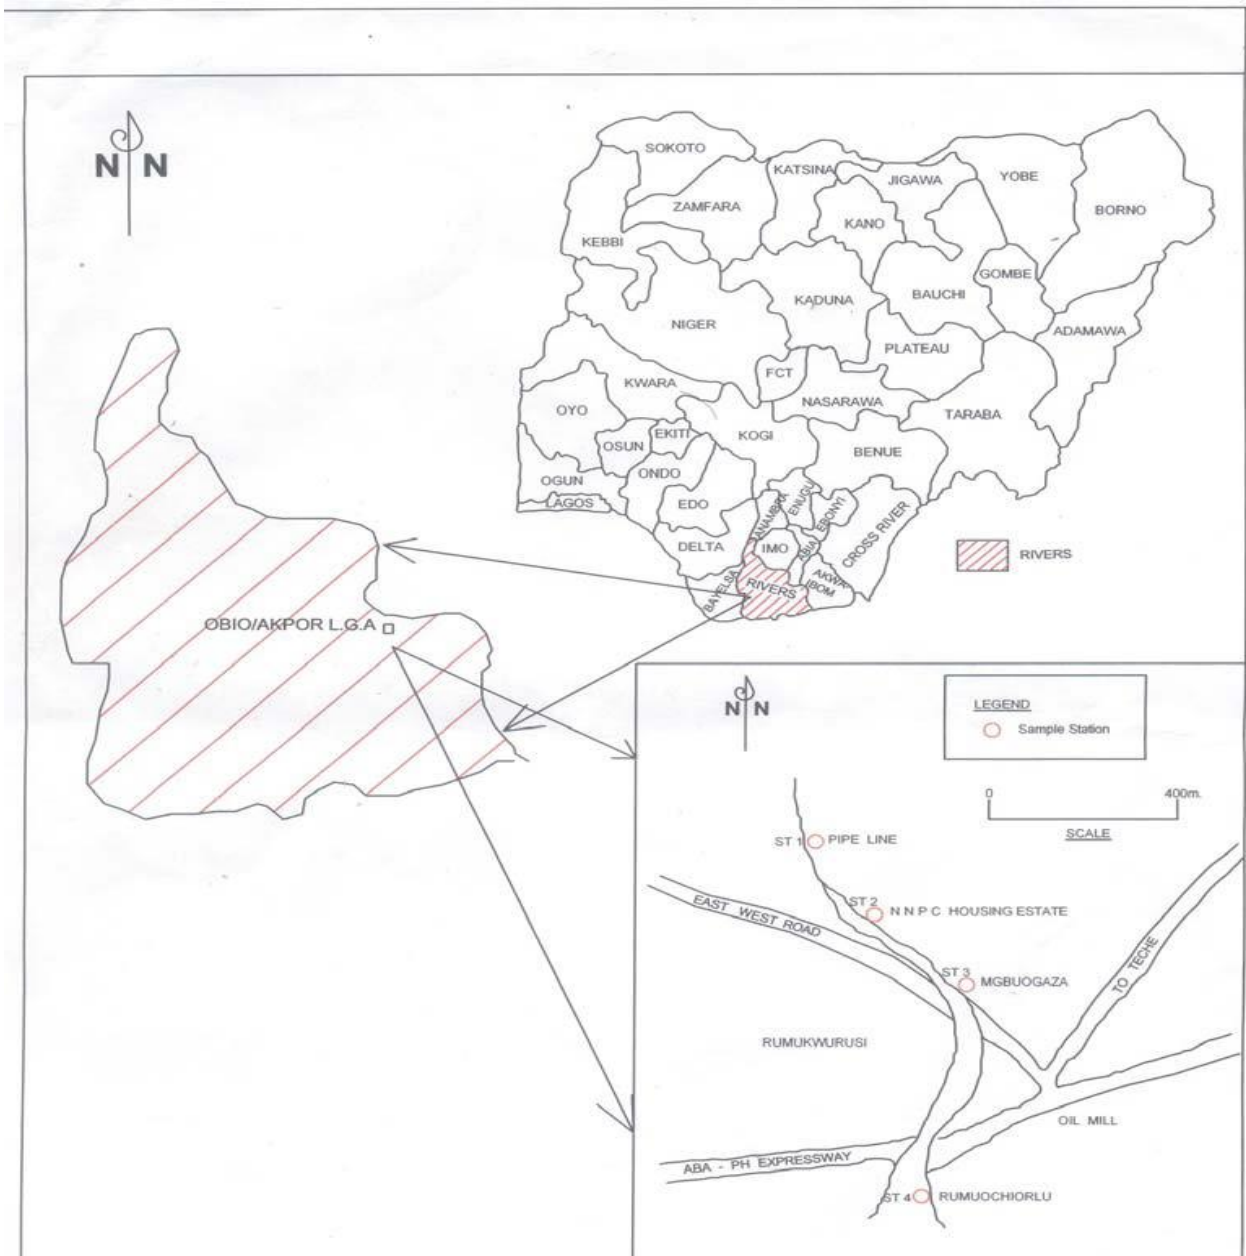 N N
SOKOTO
KATSINA
JIGAWA
YOBE
BORNO
ZAMFARA
KANO
KEBBI
GOMBE
KADUNA
BAUCHI
NIGER
ADAMAWA
PLATEAU
FCT
KWARA
NASARAWA
OYO
TARABA
EKITI
KOGI
OSUN
BENUE
ONDO
OGUN
ENUGU
LAGOS
EDO
ANAMBRA
EBONYI
CROSS RIVER
DELTA
IMO
ABIA
RIVERS
BAYELSA
RIVERS
AKWA
IBOM
OBIO/AKPOR L.G.A
N N
LEGEND
Sample Station
0 400m.
SCALE
ST 1 PIPE LINE
ST 2
N N P C HOUSING ESTATE
EAST WEST ROAD
ST 3
MGBUOGAZA
TO TECHE
RUMUKWURUSI
OIL MILL
ABA - PH EXPRESSWAY
ST 4 RUMUOCHIORLU